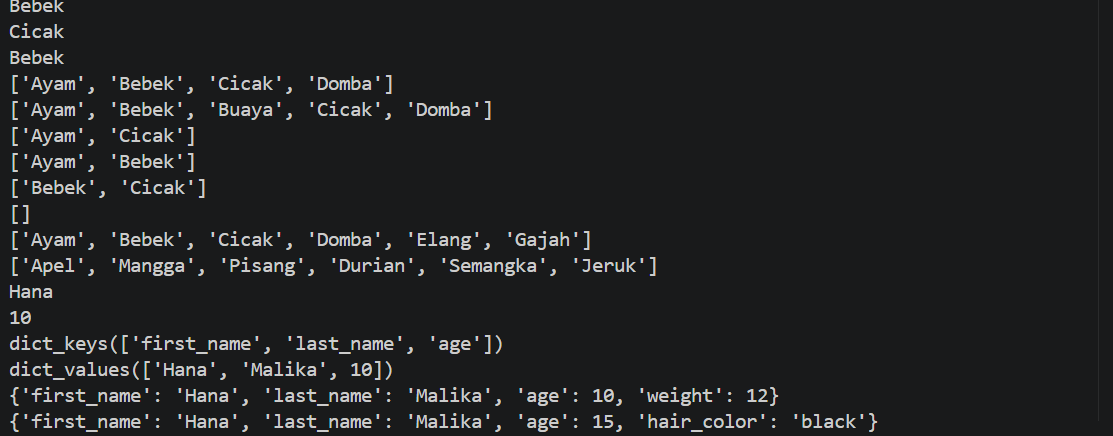 Bebek
Cicak
Bebek
['Ayam', 'Bebek', 'Cicak', 'Domba']
['Ayam', 'Bebek', 'Buaya', 'Cicak', 'Domba']
['Ayam', 'Cicak']
['Ayam', 'Bebek']
['Bebek', 'Cicak']
[]
['Ayam', 'Bebek', 'Cicak', 'Domba', 'Elang', 'Gajah']
['Apel', 'Mangga', 'Pisang', 'Durian', 'Semangka', 'Jeruk']
Hana
10
dict_keys(['first_name', 'last_name', 'age'])
dict_values(['Hana', 'Malika', 10])
{'first_name': 'Hana', 'last_name': 'Malika', 'age': 10, 'weight': 12}
{'first_name': 'Hana', 'last_name': 'Malika', 'age': 15, 'hair_color': 'black'}